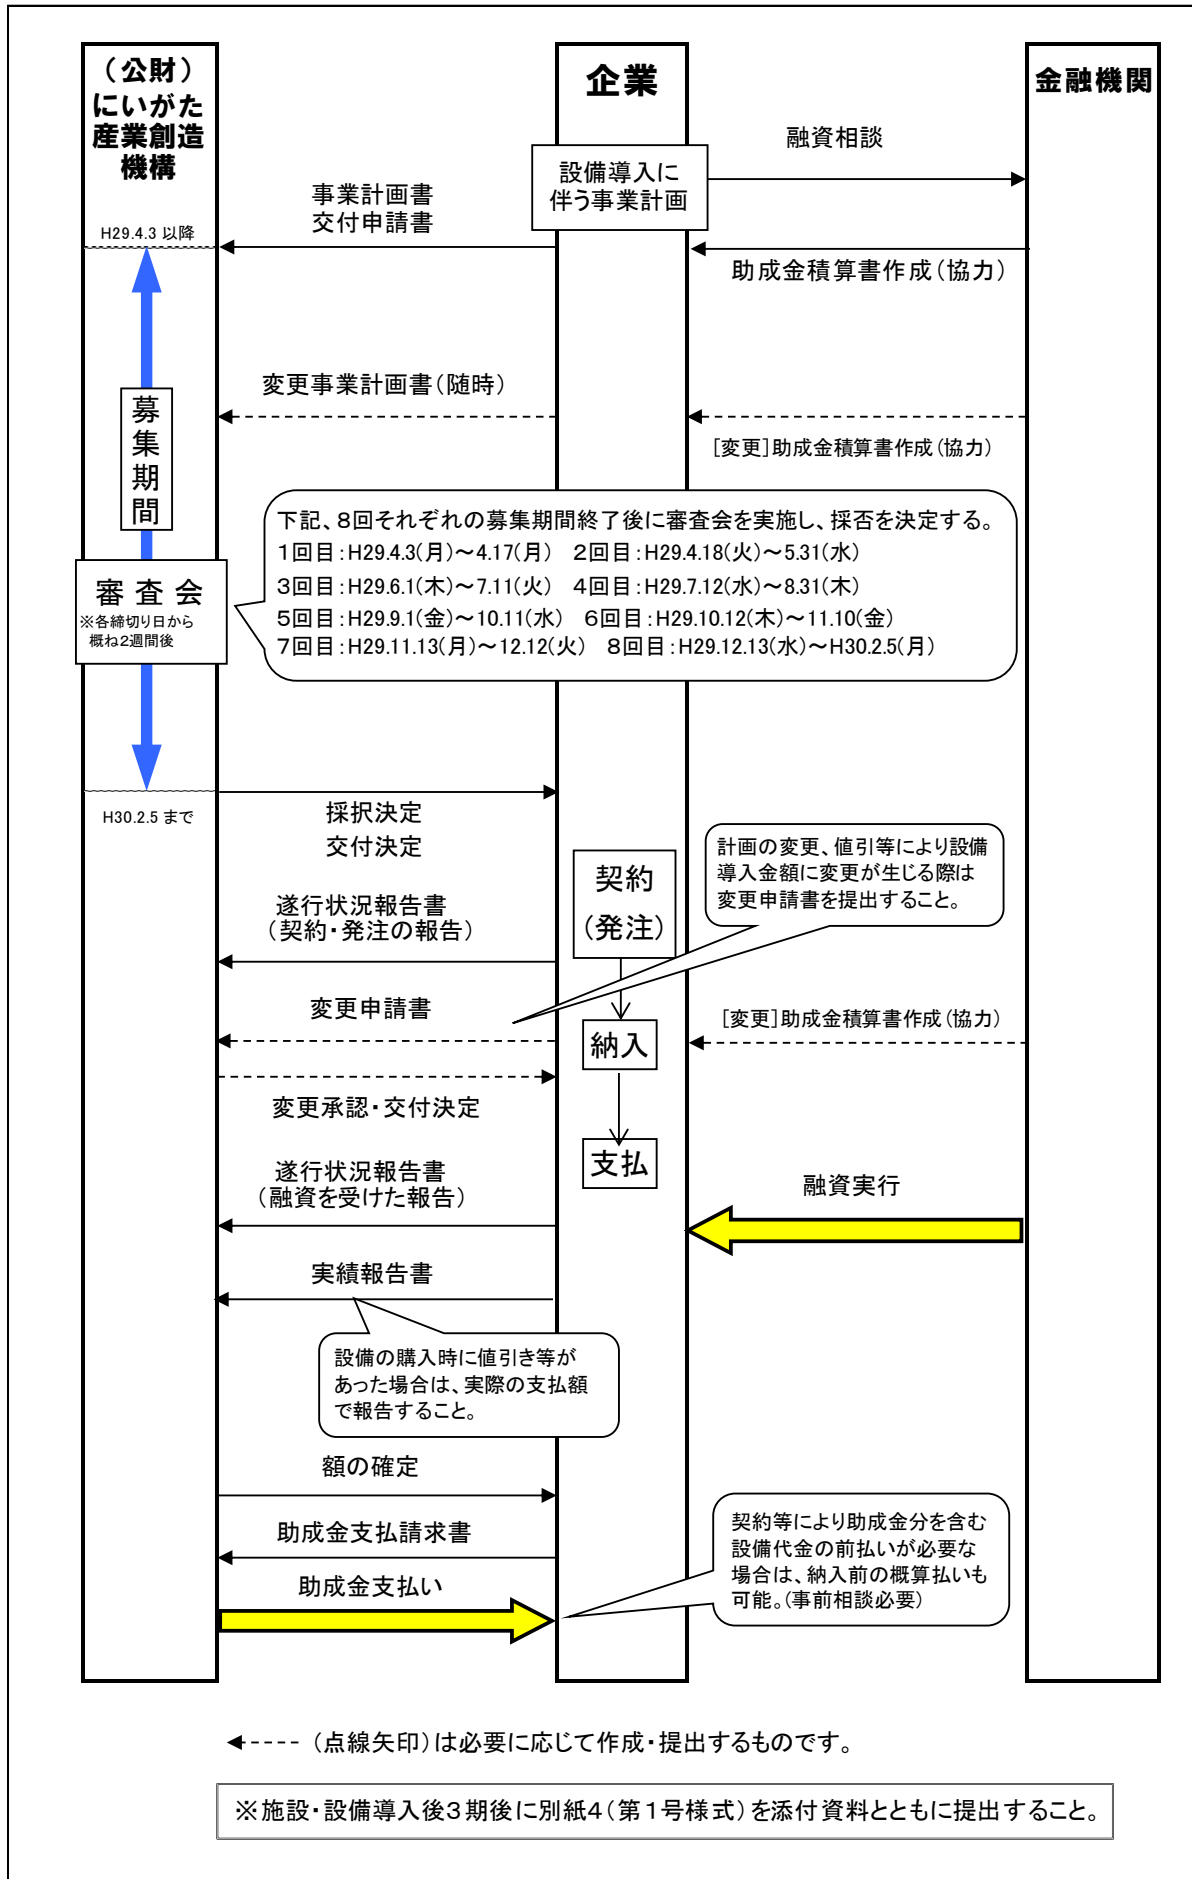 （公財）
にいがた
産業創造
機構
企業
金融機関
融資相談
設備導入に
伴う事業計画
事業計画書
交付申請書
H29.4.3 以降
助成金積算書作成（協力）
変更事業計画書（随時）
［変更］助成金積算書作成（協力）
募集期間
下記、８回それぞれの募集期間終了後に審査会を実施し、採否を決定する。
１回目：H29.4.3(月)～4.17(月)　２回目：H29.4.18(火)～5.31(水)
３回目：H29.6.1(木)～7.11(火)　４回目：H29.7.12(水)～8.31(木)
５回目：H29.9.1(金)～10.11(水)　６回目：H29.10.12(木)～11.10(金)
７回目：H29.11.13(月)～12.12(火)　８回目：H29.12.13(水)～H30.2.5(月)
審査会
※各締切り日から
概ね２週間後
H30.2.5 まで
採択決定
交付決定
計画の変更、値引等により設備
導入金額に変更が生じる際は
変更申請書を提出すること。
契約
（発注）
遂行状況報告書
（契約・発注の報告）
変更申請書
［変更］助成金積算書作成（協力）
納入
変更承認・交付決定
支払
遂行状況報告書
（融資を受けた報告）
融資実行
実績報告書
設備の購入時に値引き等が
あった場合は、実際の支払額
で報告すること。
額の確定
助成金支払請求書
助成金支払い
契約等により助成金分を含む
設備代金の前払いが必要な
場合は、納入前の概算払いも
可能。（事前相談必要）
（点線矢印）は必要に応じて作成・提出するものです。
※施設・設備導入後３期後に別紙４（第１号様式）を添付資料とともに提出すること。